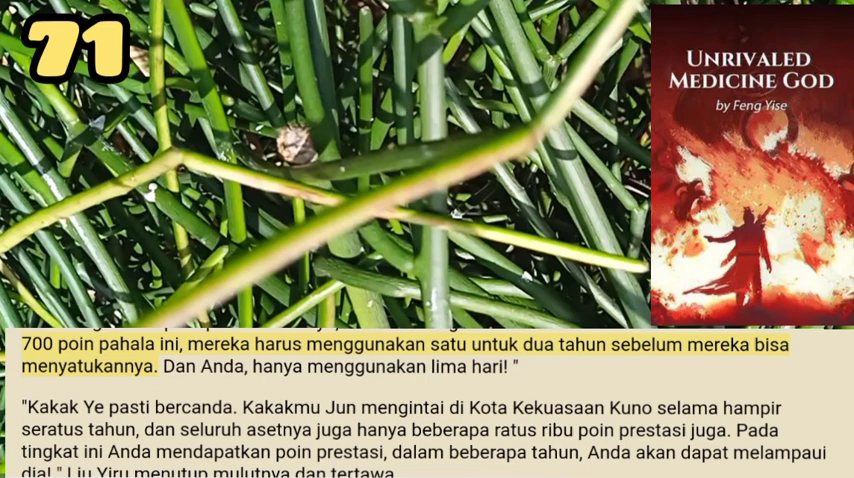 71
UNRIVALED
MEDICINE GOD
by Feng Yise
700 poin pahala ini, mereka harus menggunakan satu untuk dua tahun sebelum mereka bisa
menyatukannya. Dan Anda, hanya menggunakan lima hari! "
"Kakak Ye pasti bercanda. Kakakmu Jun mengintai di Kota Kekuasaan Kuno selama hampir
seratus tahun, dan seluruh asetnya juga hanya beberapa ratus ribu poin prestasi juga. Pada
tingkat ini Anda mendapatkan poin prestasi, dalam beberapa tahun, Anda akan dapat melampaui
dia! " Liu Yiru menutup mulutnya dan tertawa.